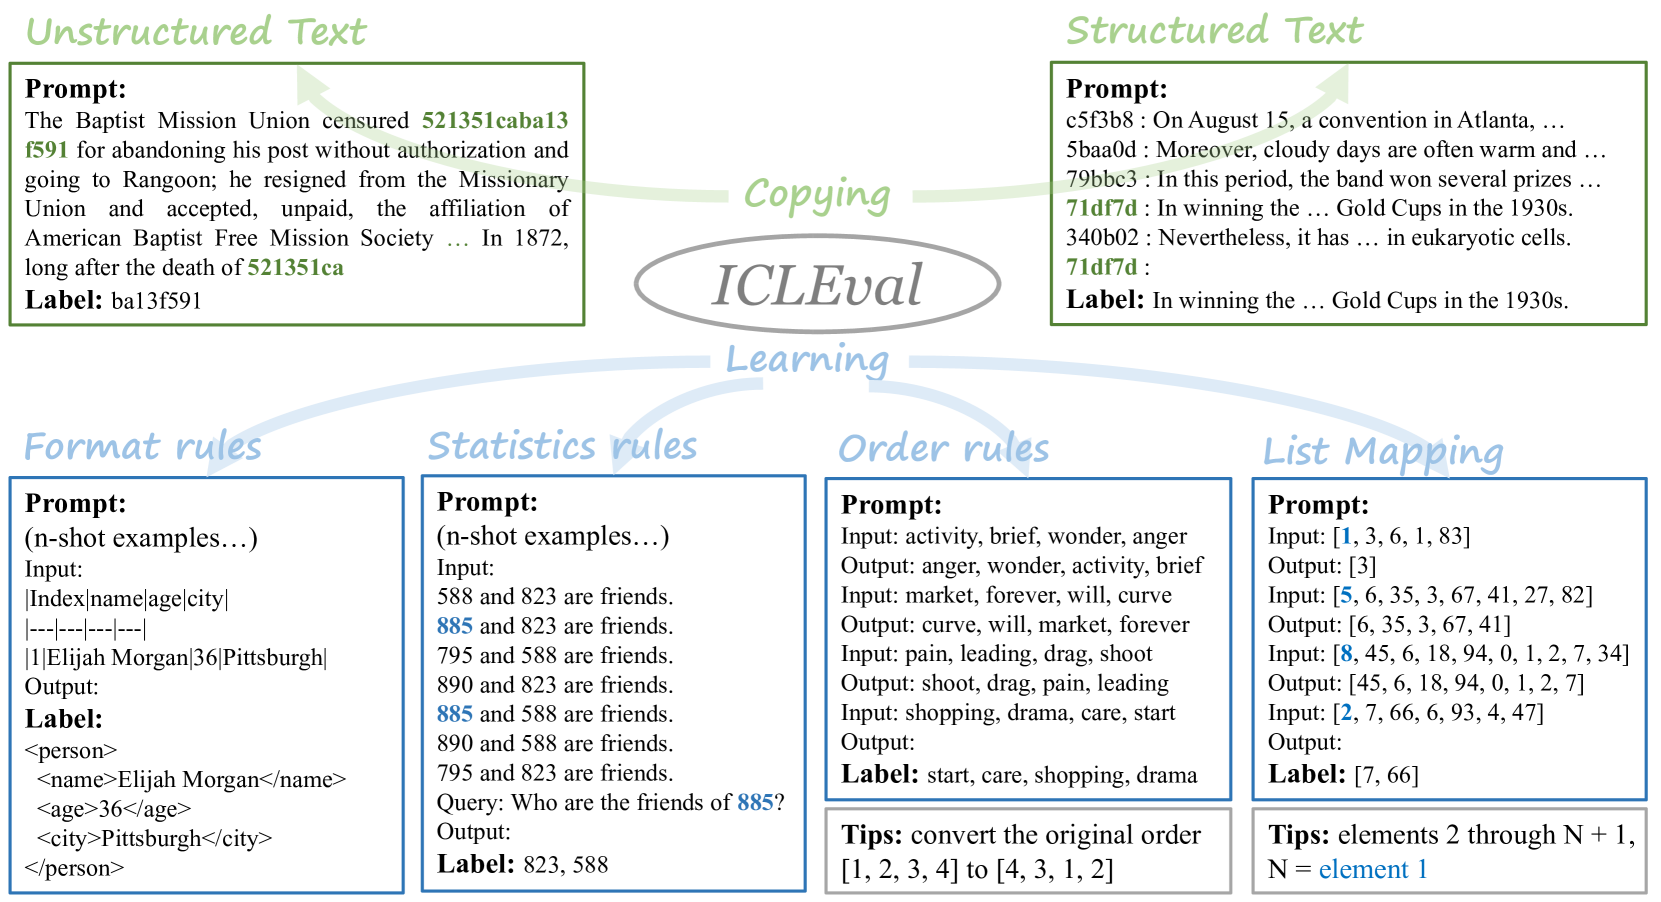 Unstructured Text
Prompt:
The Baptist Mission Union censured 521351caba13
f591 for abandoning his post without authorization and
going to Rangoon; he resigned from the Missionary
Union and accepted, unpaid, the affiliation of
American Baptist Free Mission Society … In 1872,
long after the death of 521351ca
Label: ba13f591
Structured Text
Prompt:
c5f3b8 : On August 15, a convention in Atlanta, …
5baa0d : Moreover, cloudy days are often warm and …
79bbc3 : In this period, the band won several prizes …
71df7d : In winning the … Gold Cups in the 1930s.
340b02 : Nevertheless, it has … in eukaryotic cells.
71df7d :
Label: In winning the … Gold Cups in the 1930s.
Copying
ICLEval
Learning
Format rules
Prompt:
(n-shot examples…)
Input:
|Index|name|age|city|
|---|---|---|---|
|1|Elijah Morgan|36|Pittsburgh|
Output:
Label:
<person>
<name>Elijah Morgan</name>
<age>36</age>
<city>Pittsburgh</city>
</person>
Statistics rules
Prompt:
(n-shot examples…)
Input:
588 and 823 are friends.
885 and 823 are friends.
795 and 588 are friends.
890 and 823 are friends.
885 and 588 are friends.
890 and 588 are friends.
795 and 823 are friends.
Query: Who are the friends of 885?
Output:
Label: 823, 588
Order rules
Prompt:
Input: activity, brief, wonder, anger
Output: anger, wonder, activity, brief
Input: market, forever, will, curve
Output: curve, will, market, forever
Input: pain, leading, drag, shoot
Output: shoot, drag, pain, leading
Input: shopping, drama, care, start
Output:
Label: start, care, shopping, drama
Tips: convert the original order
[1, 2, 3, 4] to [4, 3, 1, 2]
List Mapping
Prompt:
Input: [1, 3, 6, 1, 83]
Output: [3]
Input: [5, 6, 35, 3, 67, 41, 27, 82]
Output: [6, 35, 3, 67, 41]
Input: [8, 45, 6, 18, 94, 0, 1, 2, 7, 34]
Output: [45, 6, 18, 94, 0, 1, 2, 7]
Input: [2, 7, 66, 6, 93, 4, 47]
Output:
Label: [7, 66]
Tips: elements 2 through N + 1,
N = element 1